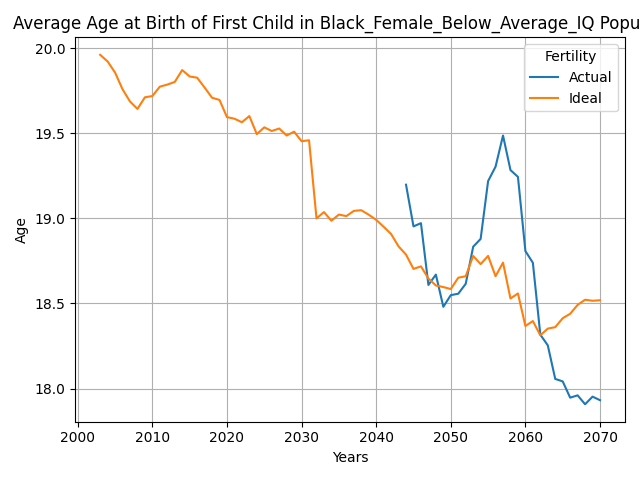 Average Age at Birth of First Child in Black_Female_Below_Average_IQ Popu
Fertility
Actual
Ideal
20.0
19.5
19.0
18.5
18.0
Age
2000 2010 2020 2030 2040 2050 2060 2070
Years